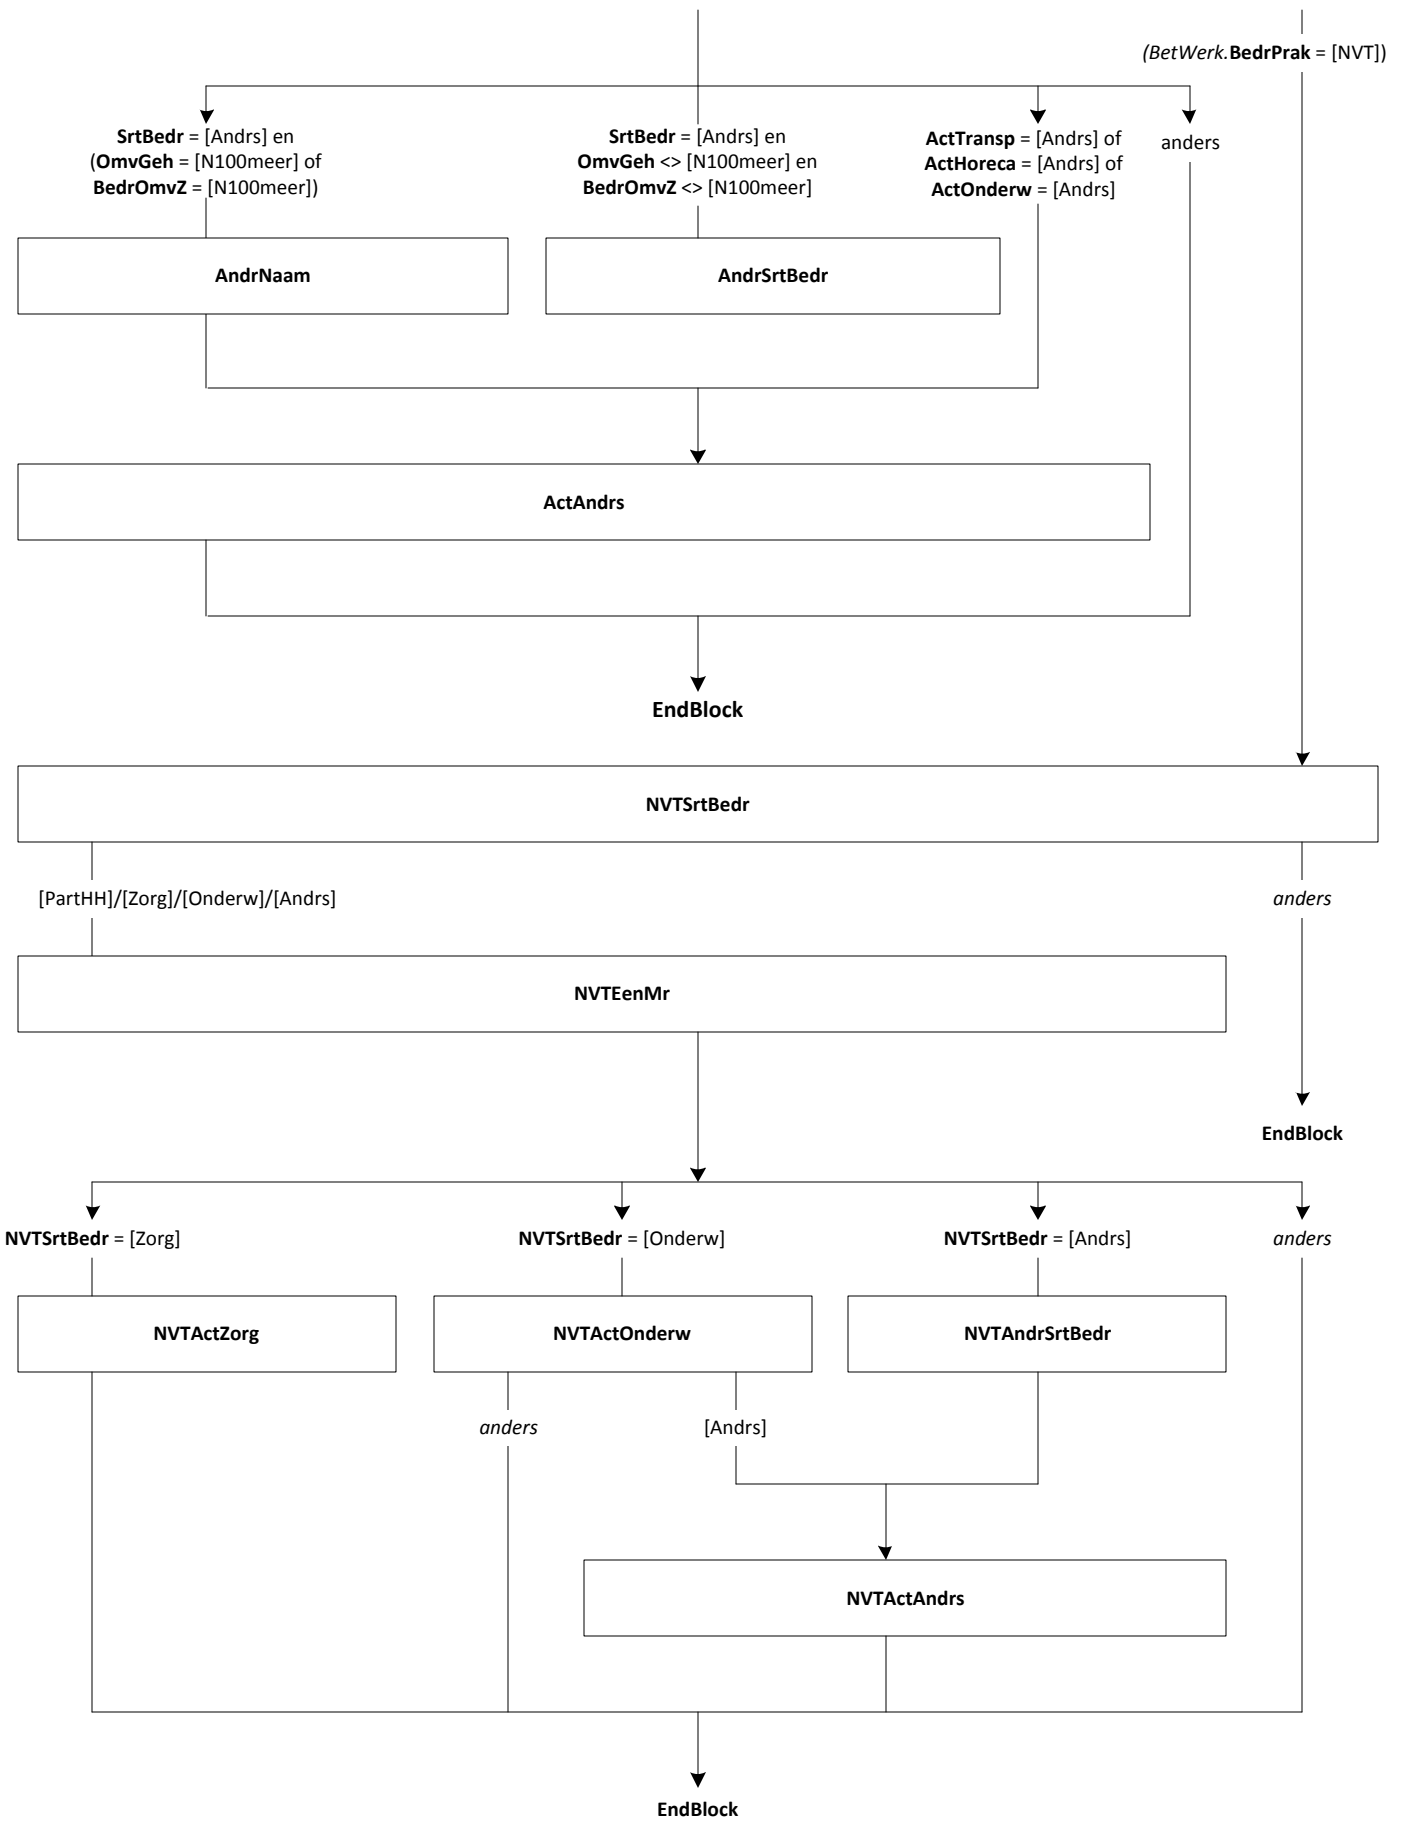 (BetWerk.BedrPrak = [NVT])
SrtBedr = [Andrs] en
(OmvGeh = [N100meer] of
BedrOmvZ = [N100meer])
SrtBedr = [Andrs] en
OmvGeh <> [N100meer] en
BedrOmvZ <> [N100meer]
ActTransp = [Andrs] of
ActHoreca = [Andrs] of
ActOnderw = [Andrs]
anders
AndrNaam
AndrSrtBedr
ActAndrs
EndBlock
NVTSrtBedr
[PartHH]/[Zorg]/[Onderw]/[Andrs]
anders
NVTEenMr
EndBlock
NVTSrtBedr = [Zorg]
NVTSrtBedr = [Onderw]
NVTSrtBedr = [Andrs]
anders
NVTActZorg
NVTActOnderw
NVTAndrSrtBedr
anders
[Andrs]
NVTActAndrs
EndBlock